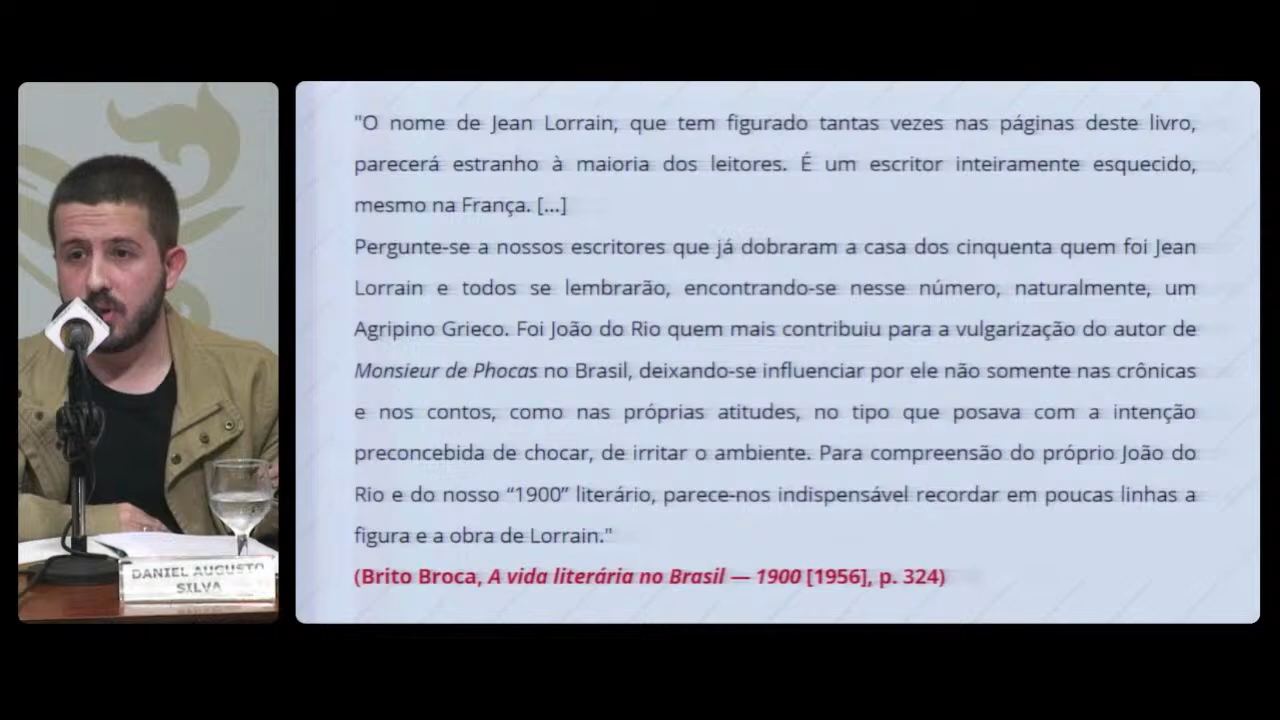 "O nome de Jean Lorrain, que tem figurado tantas vezes nas páginas deste livro,
parecerá estranho à maioria dos leitores. É um escritor inteiramente esquecido,
mesmo na França. [...]
Pergunte-se a nossos escritores que já dobraram a casa dos cinquenta quem foi Jean
Lorrain e todos se lembrarão, encontrando-se nesse número, naturalmente, um
Agripino Grieco. Foi João do Rio quem mais contribuiu para a vulgarização do autor de
Monsieur de Phocas no Brasil, deixando-se influenciar por ele não somente nas crônicas
e nos contos, como nas próprias atitudes, no tipo que posava com a intenção
preconcebida de chocar, de irritar o ambiente. Para compreensão do próprio João do
Rio e do nosso “1900” literário, parece-nos indispensável recordar em poucas linhas a
figura e a obra de Lorrain."
(Brito Broca, A vida literária no Brasil — 1900 [1956], p. 324)
DANIEL AUGUSTO
SILVA